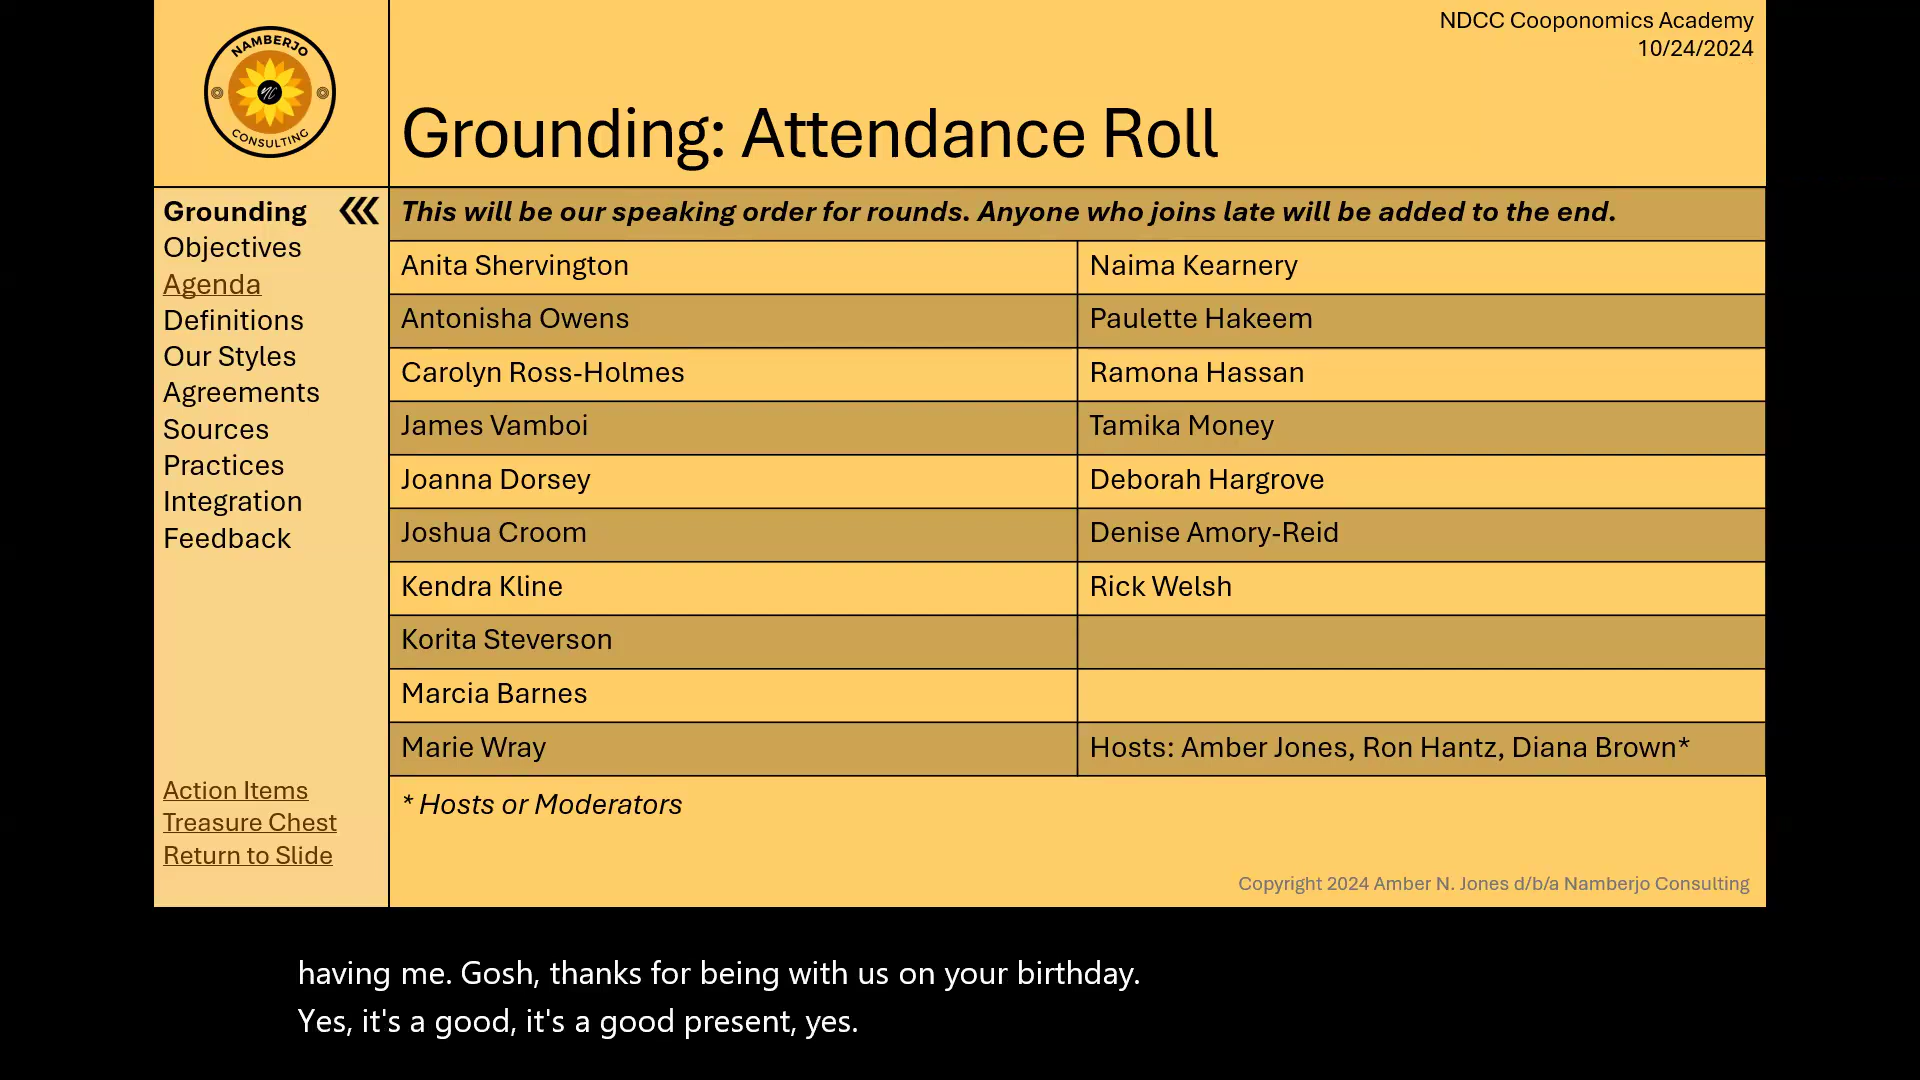 NAMBERJO
CONSULTING
NDCC Cooponomics Academy
10/24/2024
Grounding: Attendance Roll
Grounding
Objectives
Agenda
Definitions
Our Styles
Agreements
Sources
Practices
Integration
Feedback
Action Items
Treasure Chest
Return to Slide
This will be our speaking order for rounds. Anyone who joins late will be added to the end.
Anita Shervington
Antonisha Owens
Carolyn Ross-Holmes
James Vamboi
Joanna Dorsey
Joshua Croom
Kendra Kline
Korita Steverson
Marcia Barnes
Marie Wray
Naima Kearnery
Paulette Hakeem
Ramona Hassan
Tamika Money
Deborah Hargrove
Denise Amory-Reid
Rick Welsh
Hosts: Amber Jones, Ron Hantz, Diana Brown*
* Hosts or Moderators
Copyright 2024 Amber N. Jones d/b/a Namberjo Consulting
having me. Gosh, thanks for being with us on your birthday.
Yes, it's a good, it's a good present, yes.